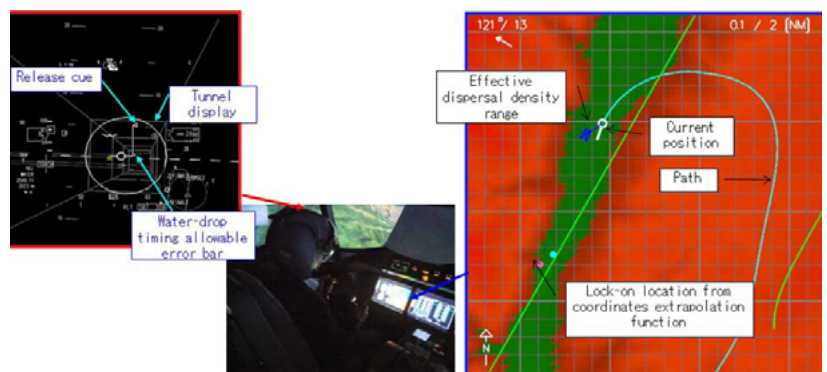 Release cue
Tunnel
display
Water-drop
timing allowable
error bar
121°/ 13
0.1 / 2 [NM]
Effective
dispersal density
range
Current
position
Path
Lock-on location from
coordinates extrapolation
function
N